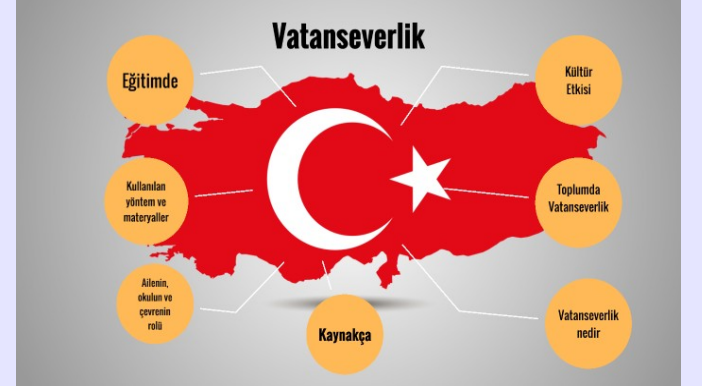 Vatanseverlik
Eğitimde
Kültür
Etkisi
Kullanılan
yöntem ve
materyaller
Toplumda
Vatanseverlik
Ailenin,
okulun ve
çevrenin
rolü
Kaynakça
Vatanseverlik
nedir